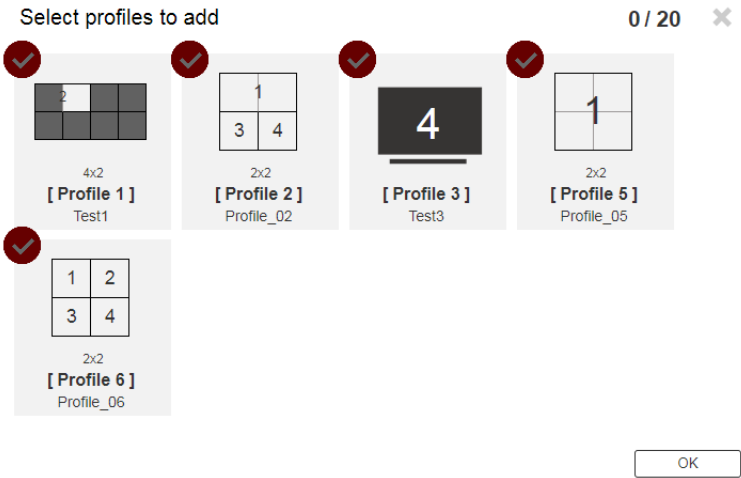 Select profiles to add
0 / 20
2
4x2
[ Profile 1 ]
Test1
1
3 4
2x2
[ Profile 2 ]
Profile_02
4
[ Profile 3 ]
Test3
1
2x2
[ Profile 5 ]
Profile_05
1 2
3 4
2x2
[ Profile 6 ]
Profile_06
OK